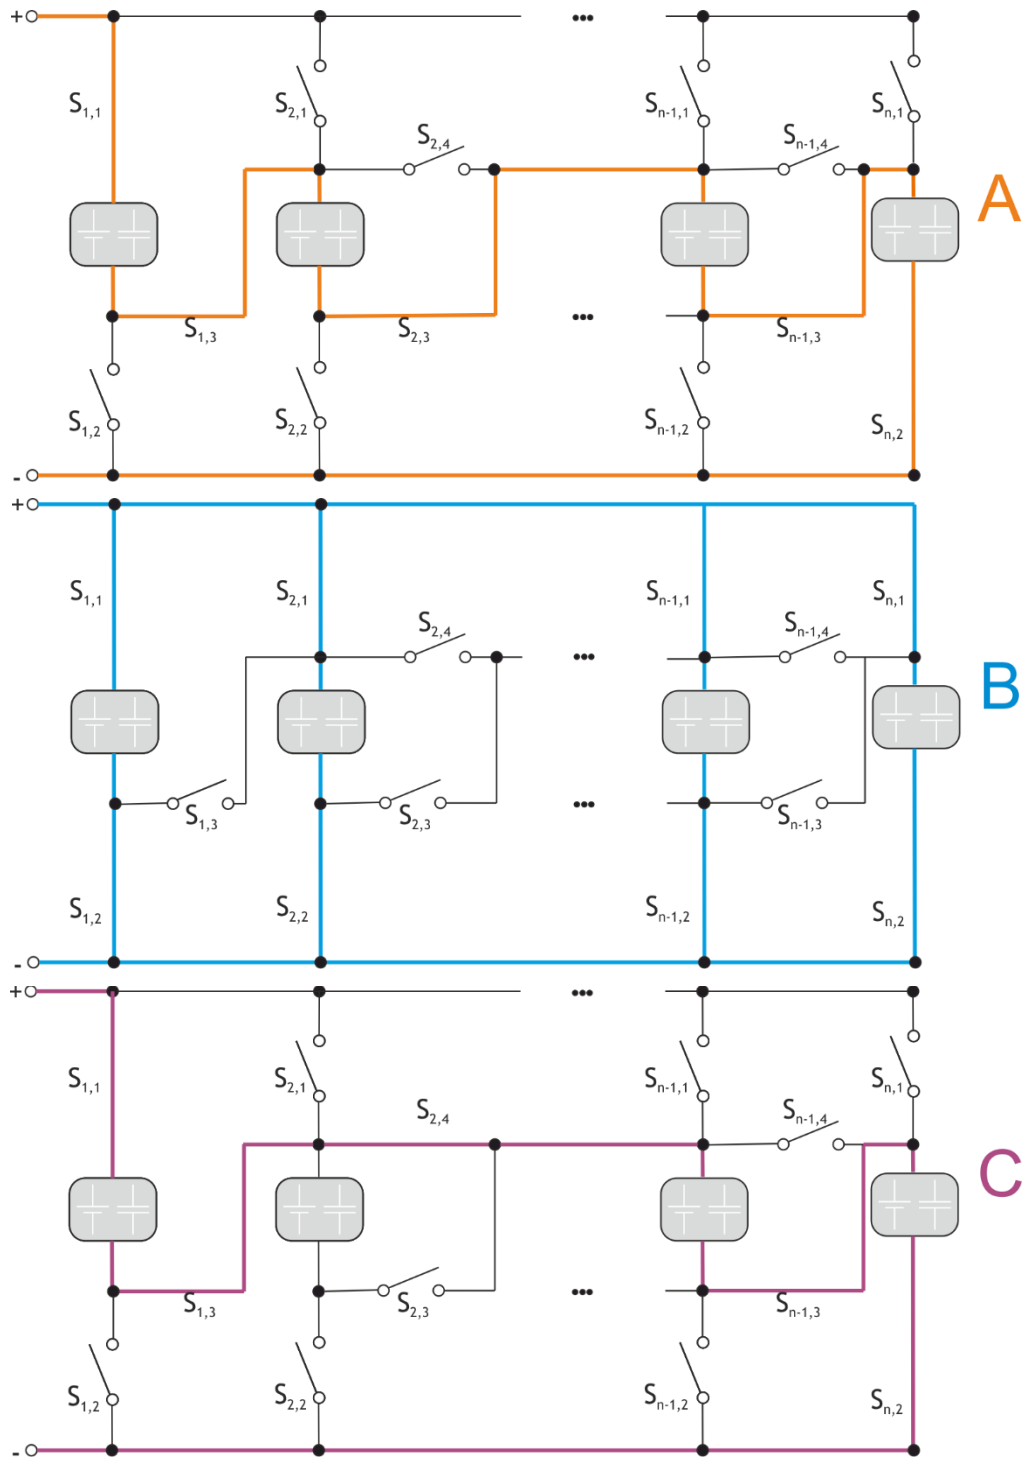 + ...
S1,1 S2,1 Sn-1,1 Sn,1
S2,4 Sn-1,4
A
S1,3 S2,3 ... Sn-1,3
S1,2 S2,2 Sn-1,2 Sn,2
-
+
S1,1 S2,1 Sn-1,1 Sn,1
S2,4 Sn-1,4
...
B
S1,3 S2,3 ... Sn-1,3
S1,2 S2,2 Sn-1,2 Sn,2
-
+ ...
S1,1 S2,1 Sn-1,1 Sn,1
S2,4 Sn-1,4
C
S1,3 S2,3 ... Sn-1,3
S1,2 S2,2 Sn-1,2 Sn,2
-